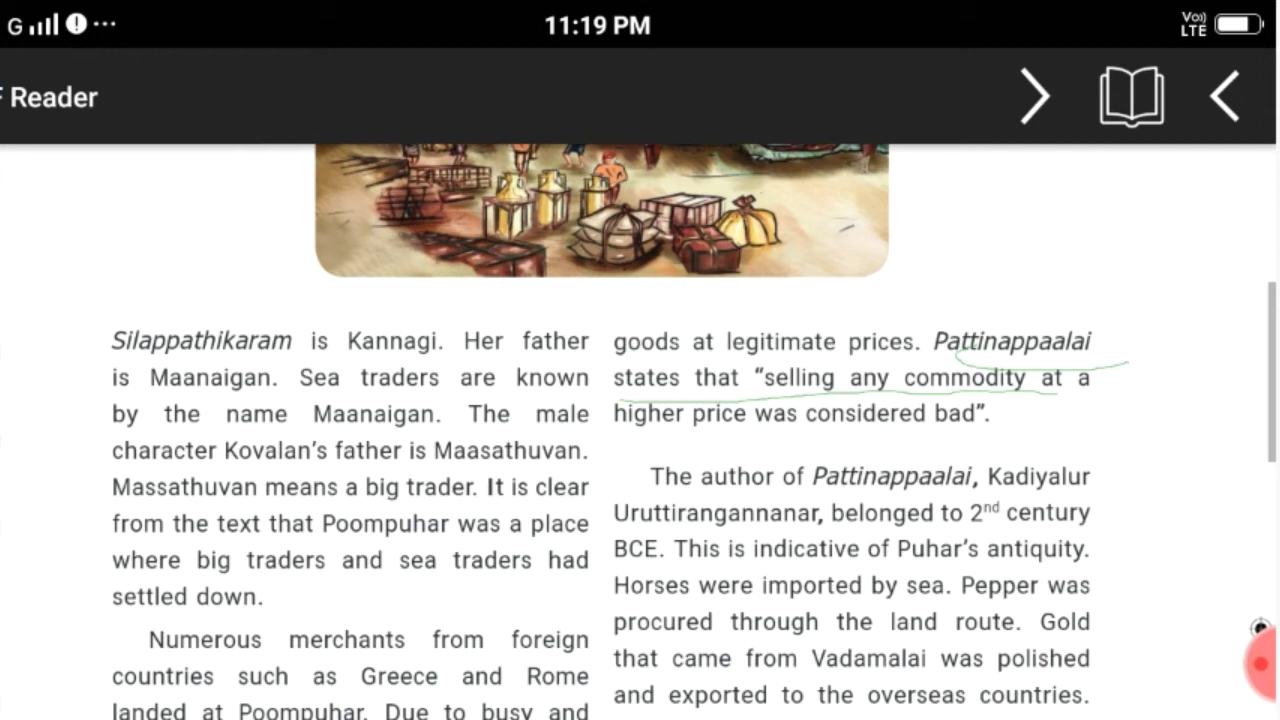 G 11:19 PM Vo)) LTE
Reader
Silappathikaram is Kannagi. Her father
is Maanaigan. Sea traders are known
by the name Maanaigan. The male
character Kovalan's father is Maasathuvan.
Massathuvan means a big trader. It is clear
from the text that Poompuhar was a place
where big traders and sea traders had
settled down.
Numerous merchants from foreign
countries such as Greece and Rome
landed at Poompuhar. Due to busy and
goods at legitimate prices. Pattinappaalai
states that “selling any commodity at a
higher price was considered bad”.
The author of Pattinappaalai, Kadiyalur
Uruttirangannanar, belonged to 2nd century
BCE. This is indicative of Puhar's antiquity.
Horses were imported by sea. Pepper was
procured through the land route. Gold
that came from Vadamalai was polished
and exported to the overseas countries.